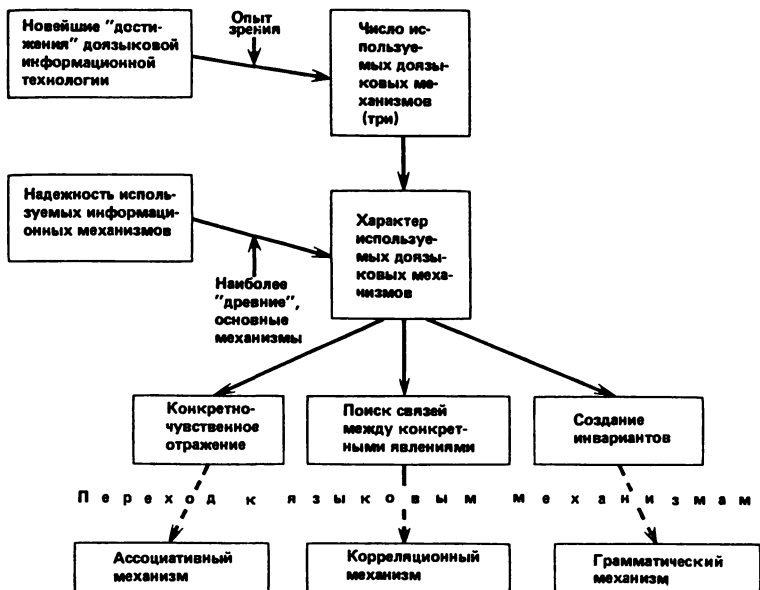 Новейшие "дости-
жения" доязыковой
информационной
технологии
Опыт
зрения
Число ис-
пользуе-
мых доязы-
ковых ме-
ханизмов
(три)
Надежность исполь-
зуемых информаци-
онных механизмов
Наиболее
"древние",
основные
механизмы
Характер
используе-
мых доязы-
ковых меха-
низмов
Конкретно-
чувственное
отражение
Поиск связей
между конкрет-
ными явлениями
Создание
инвариантов
Переход к языковым механизмам
Ассоциативный
механизм
Корреляционный
механизм
Грамматический
механизм